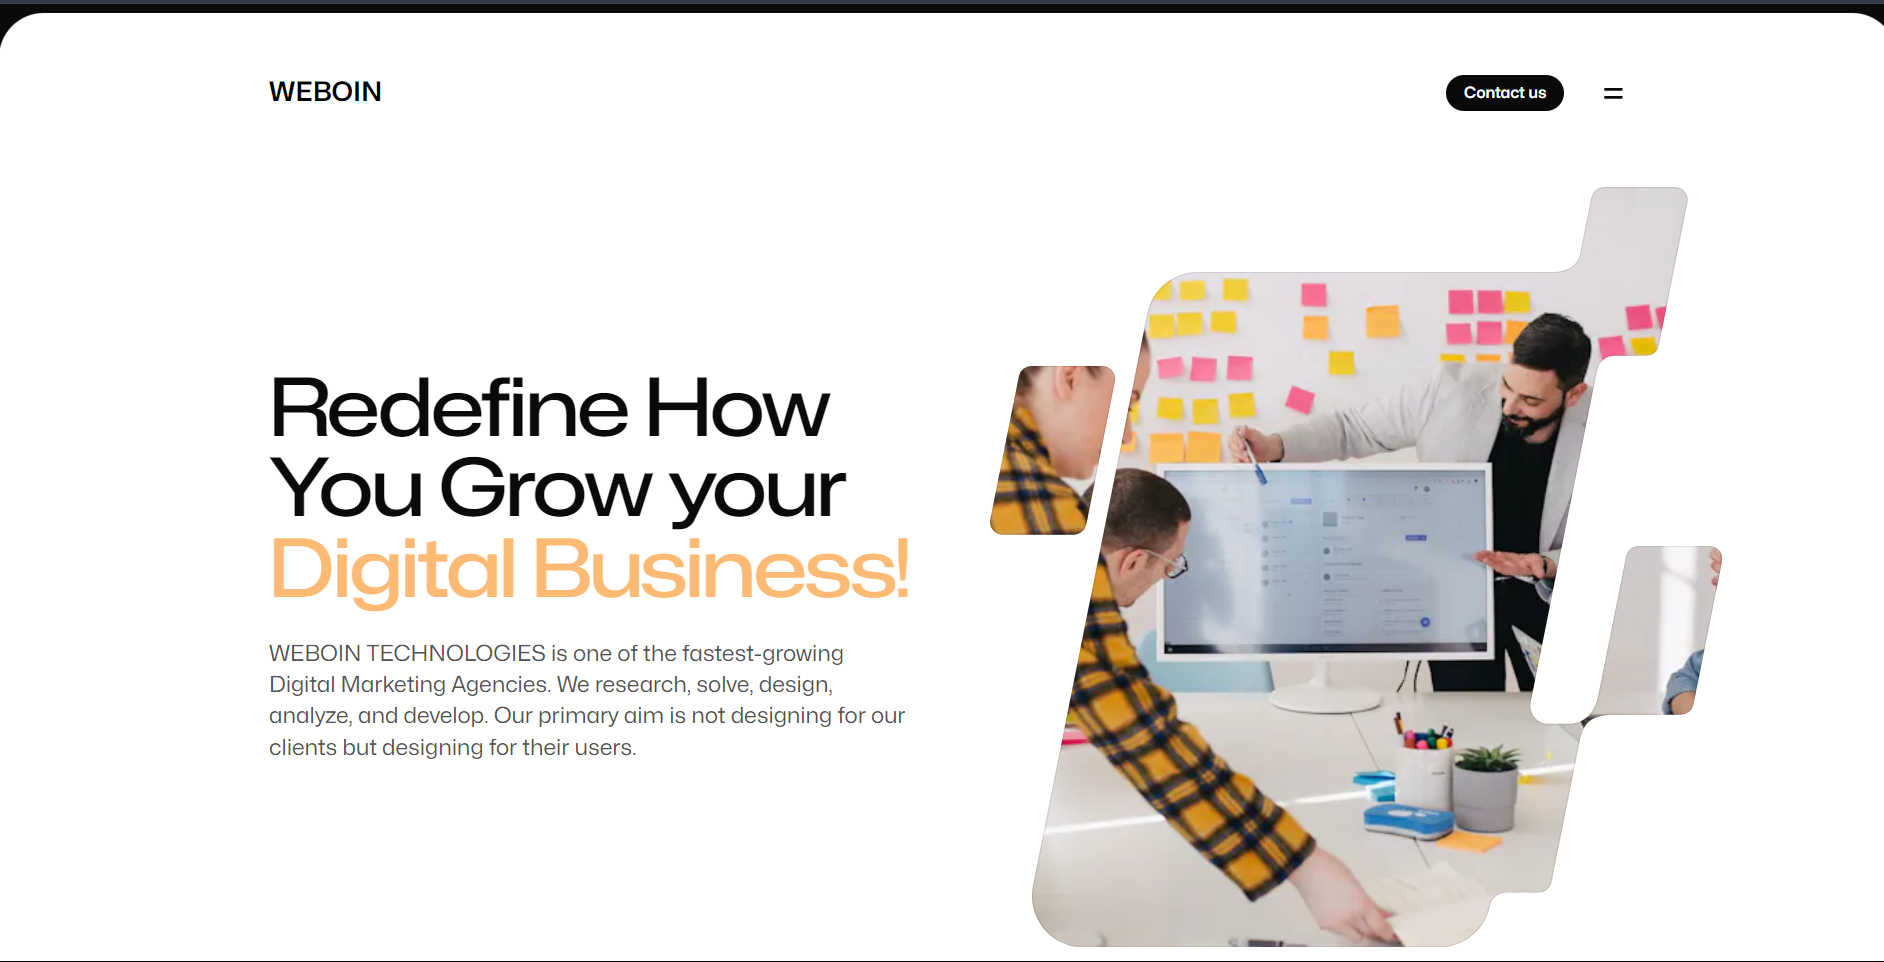 WEBOIN
Contact us
Redefine How
You Grow your
Digital Business!
WEBOIN TECHNOLOGIES is one of the fastest-growing
Digital Marketing Agencies. We research, solve, design,
analyze, and develop. Our primary aim is not designing for our
clients but designing for their users.